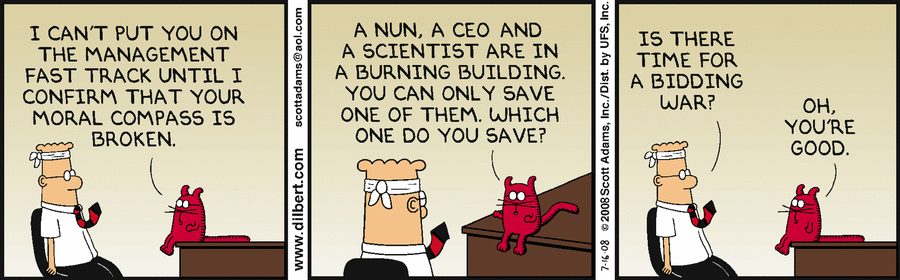 I CAN'T PUT YOU ON
THE MANAGEMENT
FAST TRACK UNTIL I
CONFIRM THAT YOUR
MORAL COMPASS IS
BROKEN.
www.dilbert.com scottadams@aol.com
A NUN, A CEO AND
A SCIENTIST ARE IN
A BURNING BUILDING.
YOU CAN ONLY SAVE
ONE OF THEM. WHICH
ONE DO YOU SAVE?
7-16-08 ©2008 Scott Adams, Inc./Dist. by UFS, Inc.
IS THERE
TIME FOR
A BIDDING
WAR?
OH,
YOU'RE
GOOD.